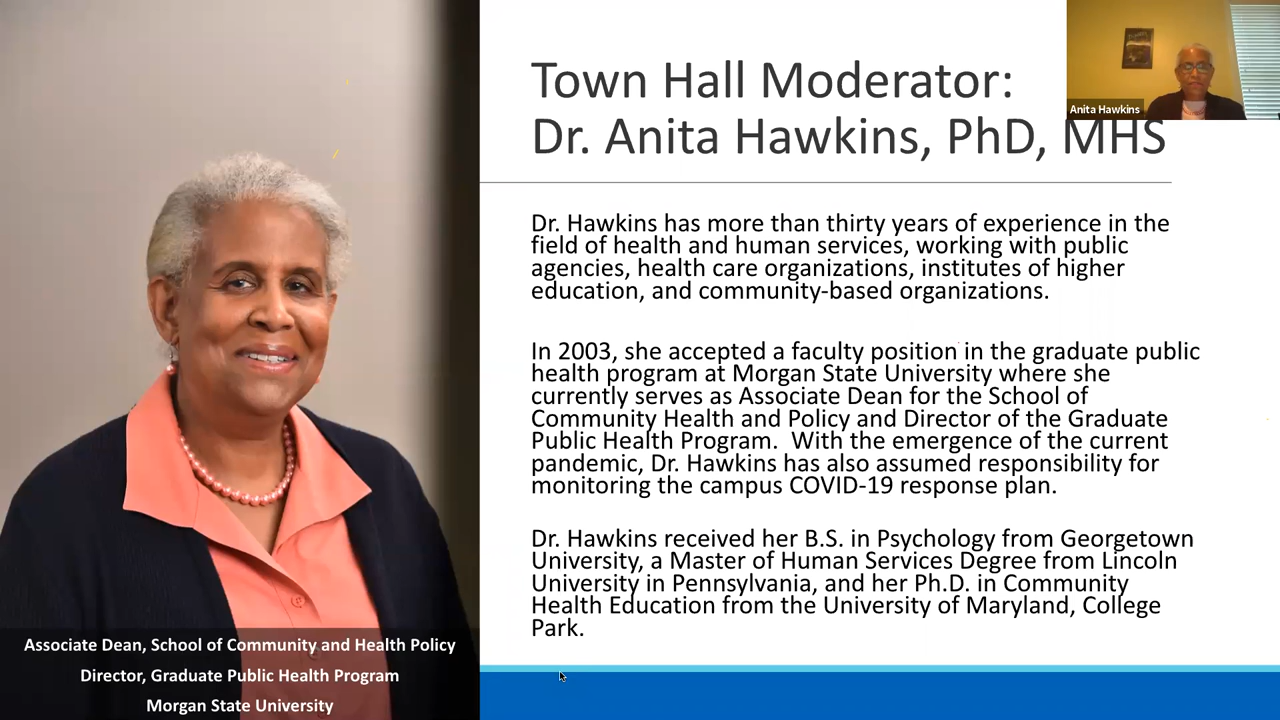 Town Hall Moderator:
Dr. Anita Hawkins, PhD, MHS
Anita Hawkins
Dr. Hawkins has more than thirty years of experience in the
field of health and human services, working with public
agencies, health care organizations, institutes of higher
education, and community-based organizations.
In 2003, she accepted a faculty position in the graduate public
health program at Morgan State University where she
currently serves as Associate Dean for the School of
Community Health and Policy and Director of the Graduate
Public Health Program.  With the emergence of the current
pandemic, Dr. Hawkins has also assumed responsibility for
monitoring the campus COVID-19 response plan.
Dr. Hawkins received her B.S. in Psychology from Georgetown
University, a Master of Human Services Degree from Lincoln
University in Pennsylvania, and her Ph.D. in Community
Health Education from the University of Maryland, College
Park.
Associate Dean, School of Community and Health Policy
Director, Graduate Public Health Program
Morgan State University